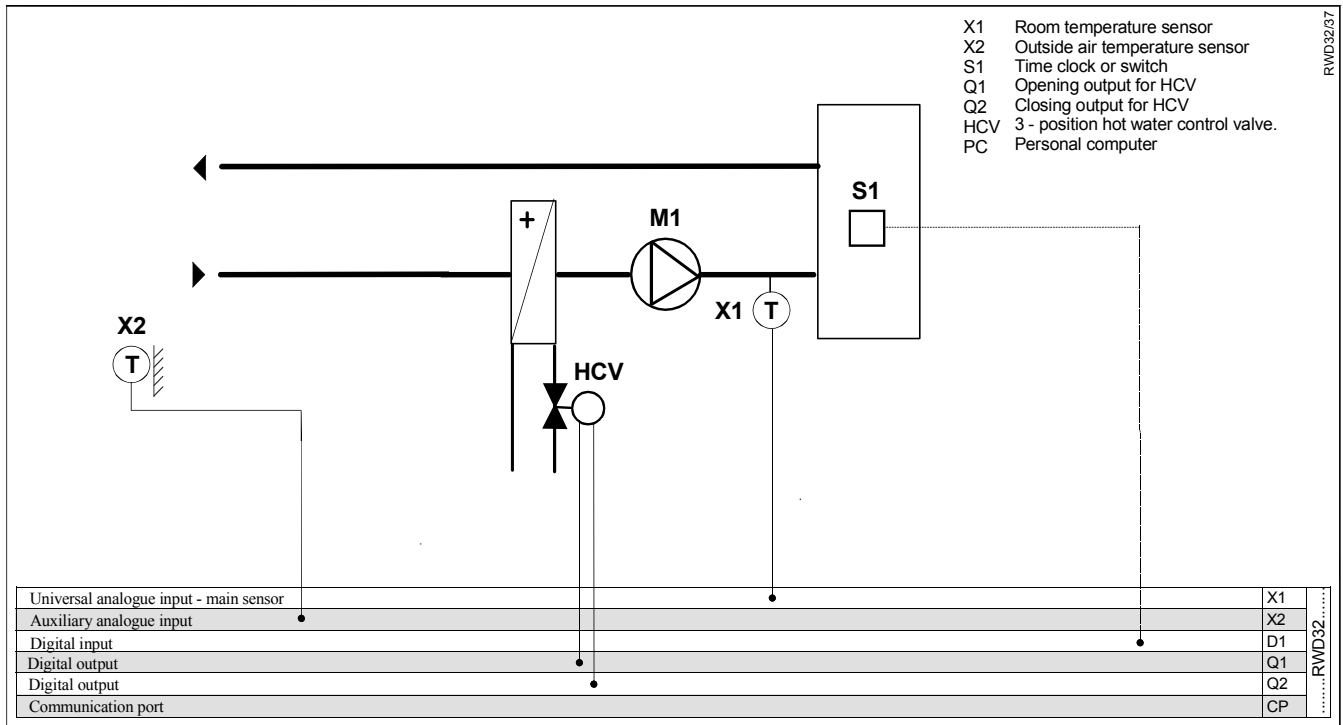 X1 Room temperature sensor
X2 Outside air temperature sensor
S1 Time clock or switch
Q1 Opening output for HCV
Q2 Closing output for HCV
HCV 3 - position hot water control valve.
PC Personal computer
RWD32/37
S1
+
M1
X1
T
X2
T
HCV
Universal analogue input - main sensor X1
Auxiliary analogue input X2
Digital input D1
Digital output Q1
Digital output Q2
Communication port CP
........RWD32.......